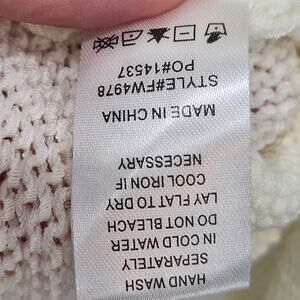 HAND WASH
SEPARATELY
IN COLD WATER
DO NOT BLEACH
LAY FLAT TO DRY
COOL IRON IF
NECESSARY
MADE IN CHINA
STYLE#FW4978
PO#14537